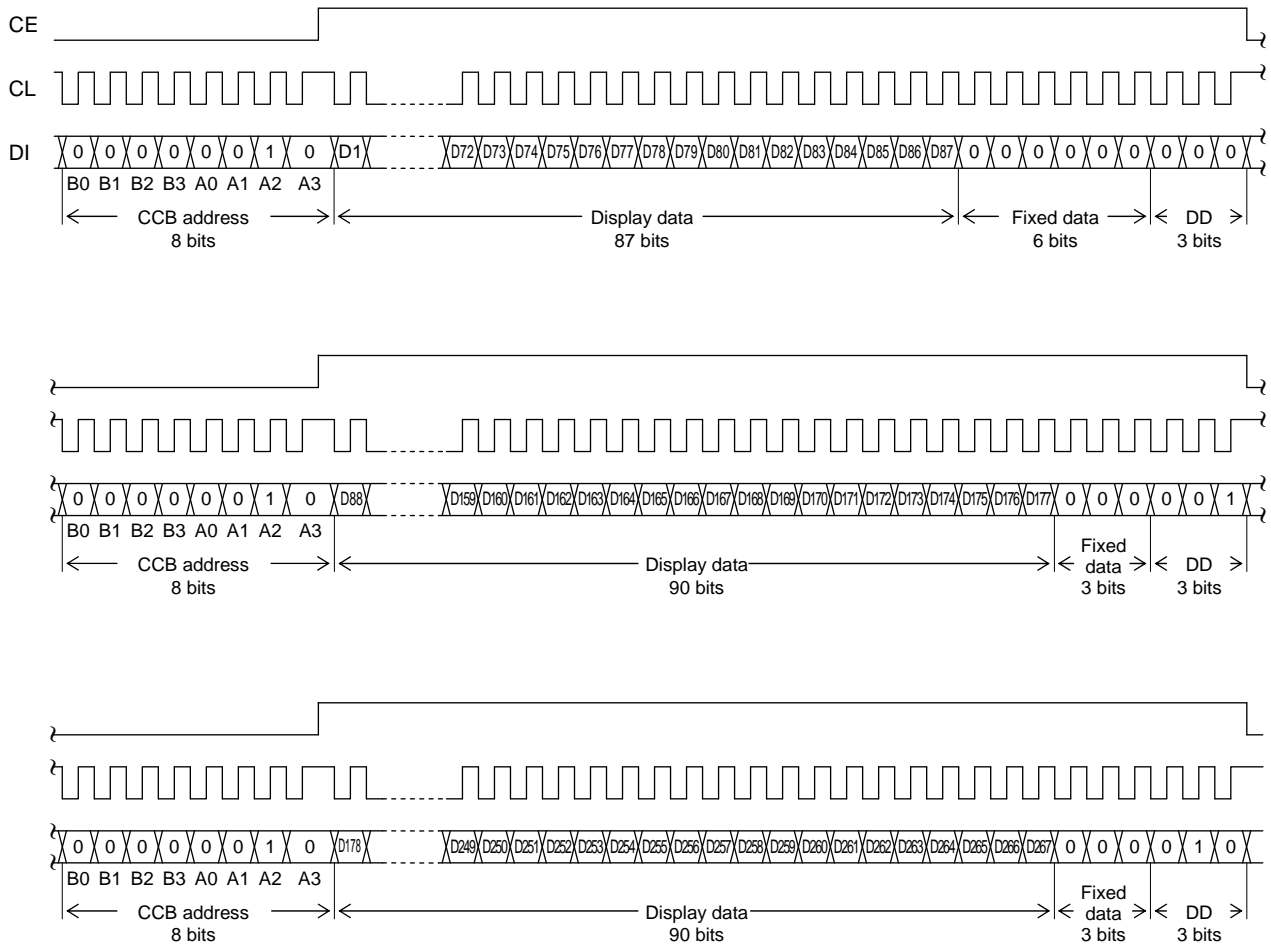 CE
CL
DI 0 0 0 0 0 0 1 0 D1 D72 D73 D74 D75 D76 D77 D78 D79 D80 D81 D82 D83 D84 D85 D86 D87 0 0 0 0 0 0 0 0 0
B0 B1 B2 B3 A0 A1 A2 A3
CCB address Display data Fixed data DD
8 bits 87 bits 6 bits 3 bits
0 0 0 0 0 0 1 0 D88 D159 D160 D161 D162 D163 D164 D165 D166 D167 D168 D169 D170 D171 D172 D173 D174 D175 D176 D177 0 0 0 0 0 1
B0 B1 B2 B3 A0 A1 A2 A3
CCB address Display data Fixed data DD
8 bits 90 bits 3 bits 3 bits
0 0 0 0 0 0 1 0 D178 D249 D250 D251 D252 D253 D254 D255 D256 D257 D258 D259 D260 D261 D262 D263 D264 D265 D266 D267 0 0 0 0 1 0
B0 B1 B2 B3 A0 A1 A2 A3
CCB address Display data Fixed data DD
8 bits 90 bits 3 bits 3 bits